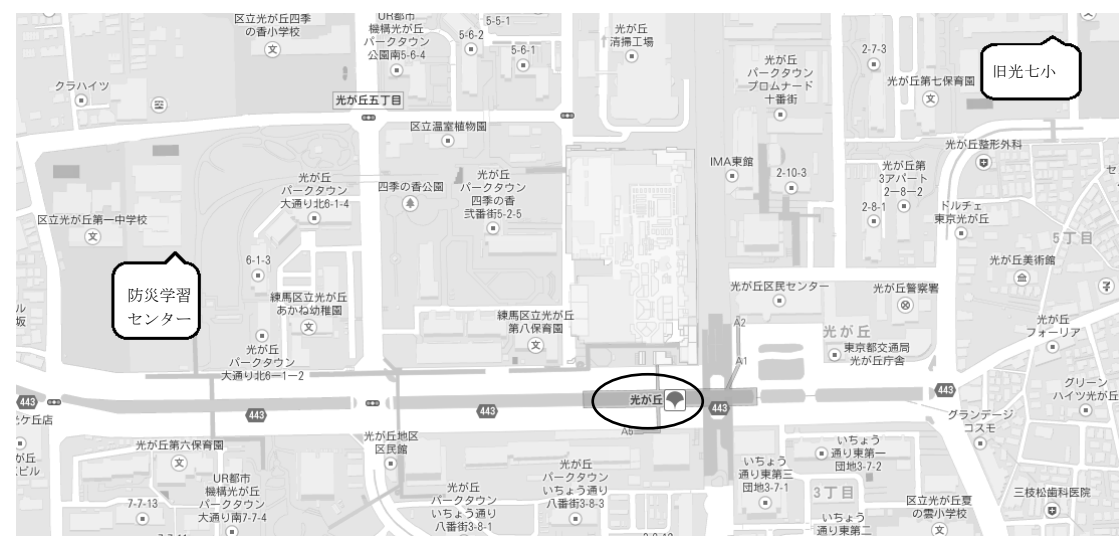 区立光が丘四季
の香小学校
UR都市
機構光が丘
パークタウン
公園南5-6-4
5-5-1
5-6-2
5-6-1
光が丘
清掃工場
光が丘
パークタウン
プロムナード
十番街
2-7-3
光が丘第七保育園
旧光七小
クラハイツ
光が丘五丁目
区立温室植物園
光が丘整形外科
IMA東館
2-10-3
光が丘第
3アパート
2-8-2
2-8-1
セ
ドルチェ
東京光が丘
5丁目
光が丘
パークタウン
大通り北6-1-4
四季の香公園
光が丘
パークタウン
四季の香
弐番街5-2-5
区立光が丘第一中学校
6-1-3
防災学習
センター
光が丘美術館
練馬区立光が丘
あかね幼稚園
練馬区立光が丘
第八保育園
光が丘区民センター
光が丘警察署
ル
坂
A2
A1
光が丘
東京都交通局
光が丘庁舎
光が丘
フォーリア
光が丘
パークタウン
大通り北6-1-2
グリーン
ハイツ光が丘
443
443
443
光が丘
443
443
グランデージ
コスモ
ケ丘店
が丘
ビル
A5
光が丘第六保育園
光が丘地区
区民館
UR都市
機構光が丘
パークタウン
大通り南7-7-4
7-7-13
光が丘
パークタウン
いちょう通り
八番街3-8-1
光が丘
パークタウン
いちょう通り
八番街3-8-3
いちょう
通り東第三
団地3-7-1
いちょう
通り東第一
団地3-7-2
3丁目
いちょう
通り東第二
区立光が丘夏
の雲小学校
三枝松歯科医院